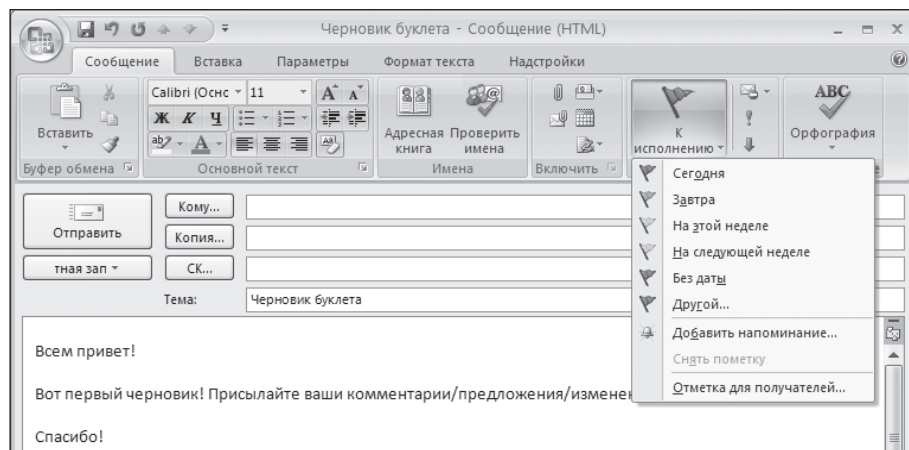 Черновик буклета - Сообщение (HTML)
Сообщение Вставка Параметры Формат текста Надстройки
Calibri (Оснс 11 A A
Вставить
Ж К Ч
ab A Aa
Адресная книга
Проверить имена
К исполнению
ABC
Орфография
Буфер обмена Основной текст Имена Включить
Сегодня
Завтра
На этой неделе
На следующей неделе
Без даты
Другой...
Добавить напоминание...
Снять пометку
Отметка для получателей...
Отправить
тная зап
Кому...
Копия...
СК...
Тема: Черновик буклета
Всем привет!
Вот первый черновик! Присылайте ваши комментарии/предложения/измене
Спасибо!